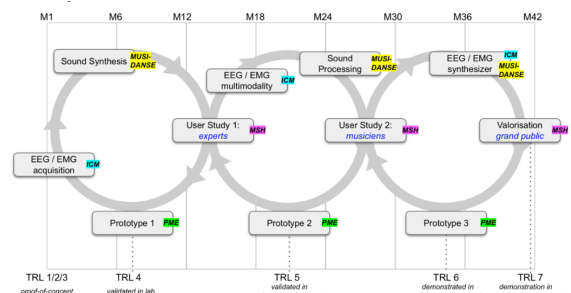 M1 M6 M12 M18 M24 M30 M36 M42
Sound Synthesis
MUSI-
DANSE
EEG / EMG
multimodality
ICM
Sound
Processing
MUSI-
DANSE
EEG / EMG
synthesizer
ICM
MUSI-
DANSE
User Study 1:
experts
MSH
User Study 2:
musiciens
MSH
Valorisation
grand public
MSH
EEG / EMG
acquisition
ICM
Prototype 1
PME
Prototype 2
PME
Prototype 3
PME
TRL 1/2/3
proof-of-concept
TRL 4
validated in lab
TRL 5
validated in
TRL 6
demonstrated in
TRL 7
demonstration in